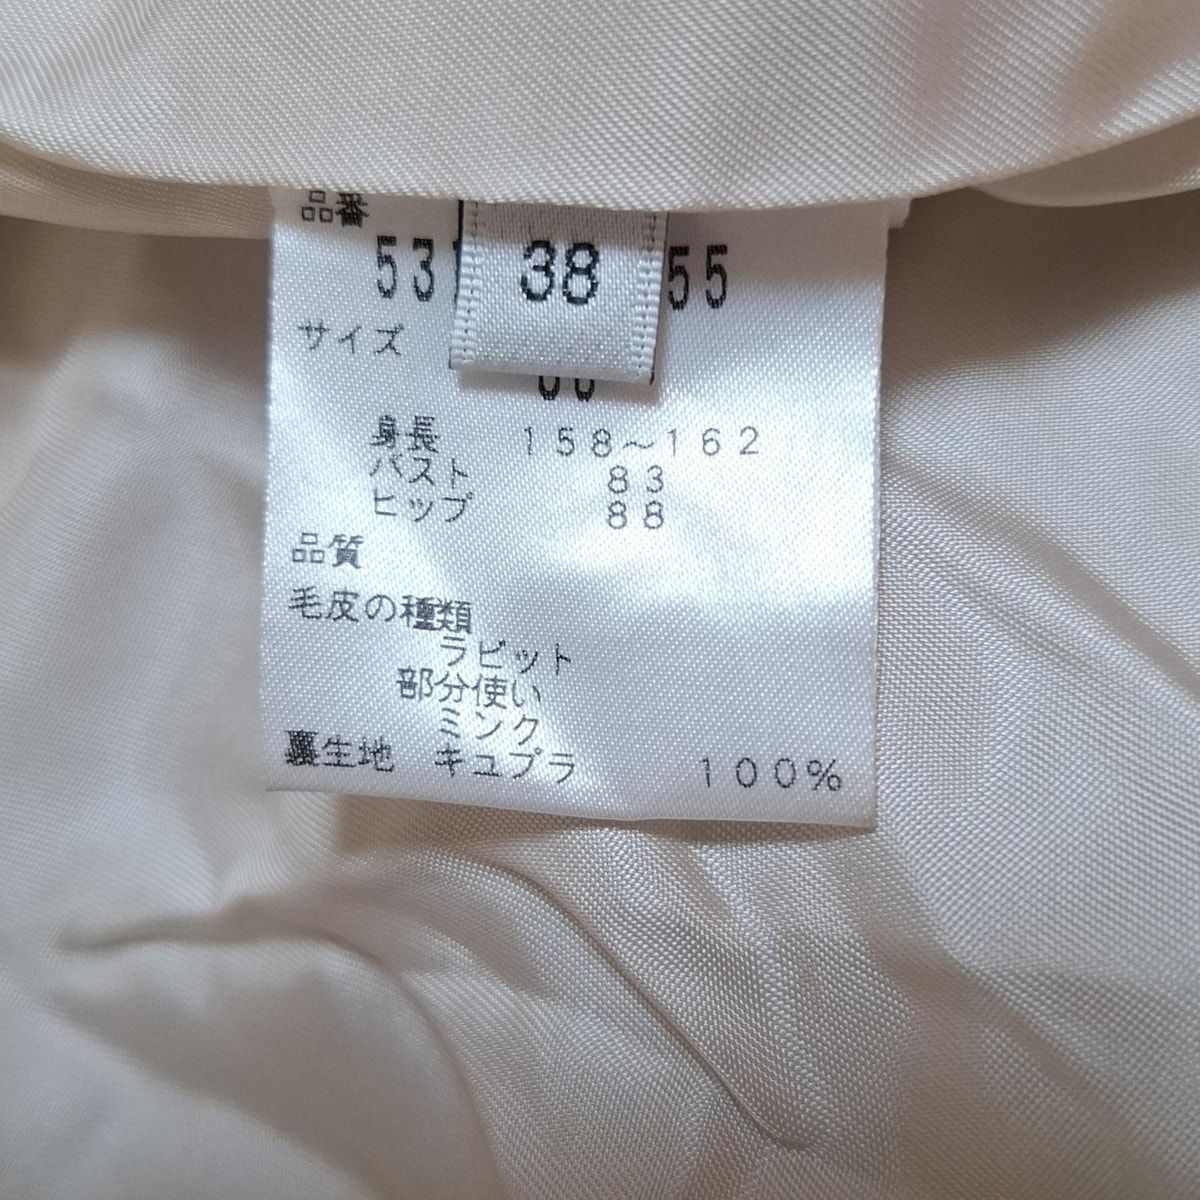 品番
53 38 55
サイズ
身長 158~162
バスト 83
ヒップ 88
品質
毛皮の種類
ラビット
部分使い
ミンク
裏生地 キュプラ 100%